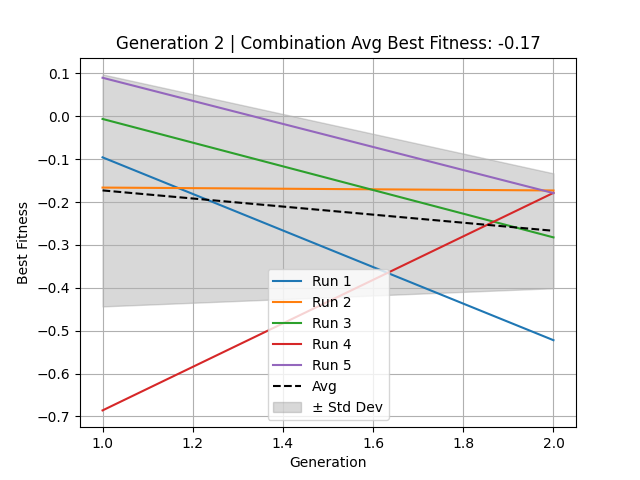 Generation 2 | Combination Avg Best Fitness: -0.17
Best Fitness
0.1
0.0
−0.1
−0.2
−0.3
−0.4
−0.5
−0.6
−0.7
Run 1
Run 2
Run 3
Run 4
Run 5
Avg
± Std Dev
1.0 1.2 1.4 1.6 1.8 2.0
Generation